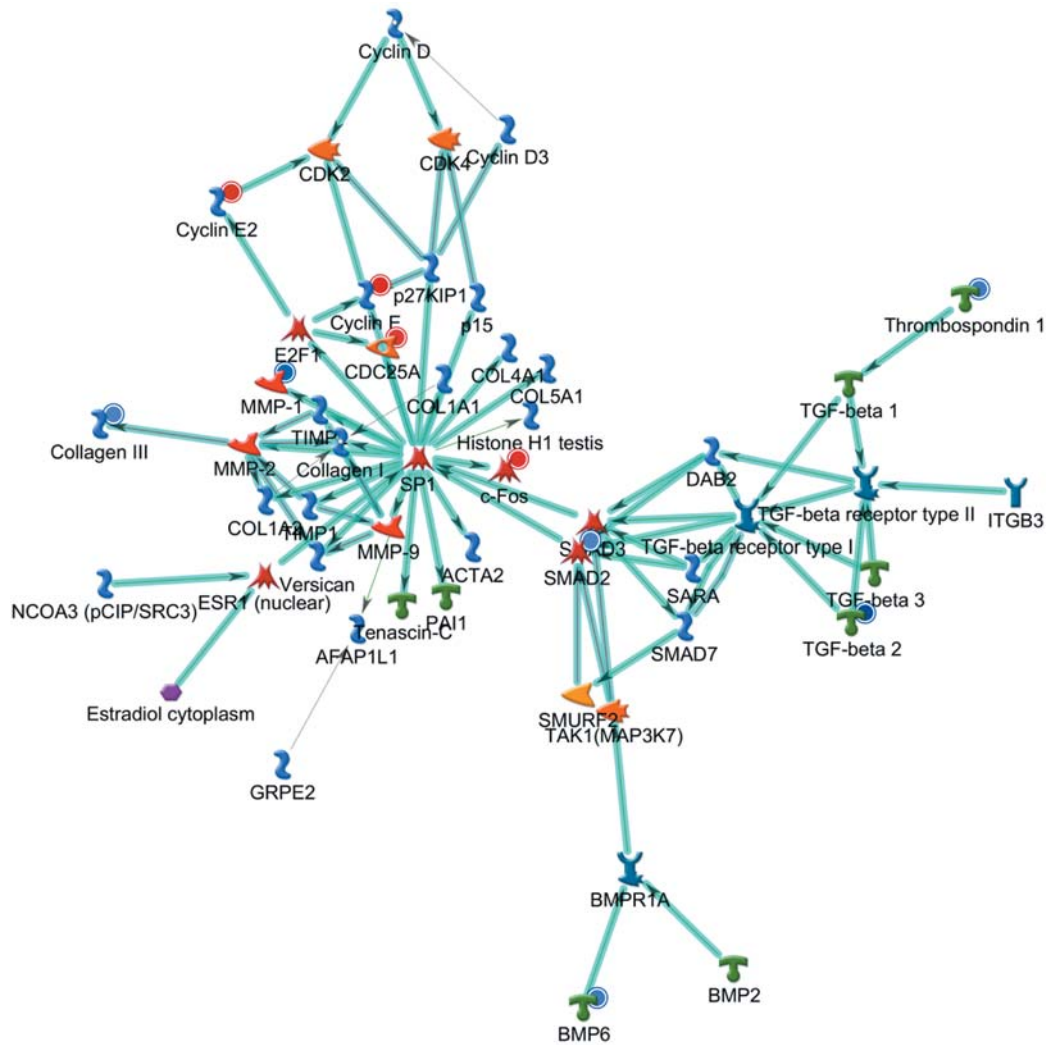 Cyclin D
CDK2
CDK4
Cyclin D3
Cyclin E2
p27KIP1
Cyclin E
p15
Thrombospondin 1
E2F1
CDC25A
COL4A1
COL5A1
MMP-1
COL1A1
TGF-beta 1
TIMP
Histone H1 testis
Collagen III
MMP-2
Collagen I
SP1
c-Fos
DAB2
COL1A2
TIMP1
TGF-beta receptor type II
ITGB3
MMP-9
SMAD3
TGF-beta receptor type I
Versican
ACTA2
SMAD2
NCOA3 (pCIP/SRC3)
ESR1 (nuclear)
SARA
TGF-beta 3
Tenascin-C
PAI1
AFAP1L1
SMAD7
TGF-beta 2
Estradiol cytoplasm
SMURF2
TAK1(MAP3K7)
GRPE2
BMPR1A
BMP2
BMP6